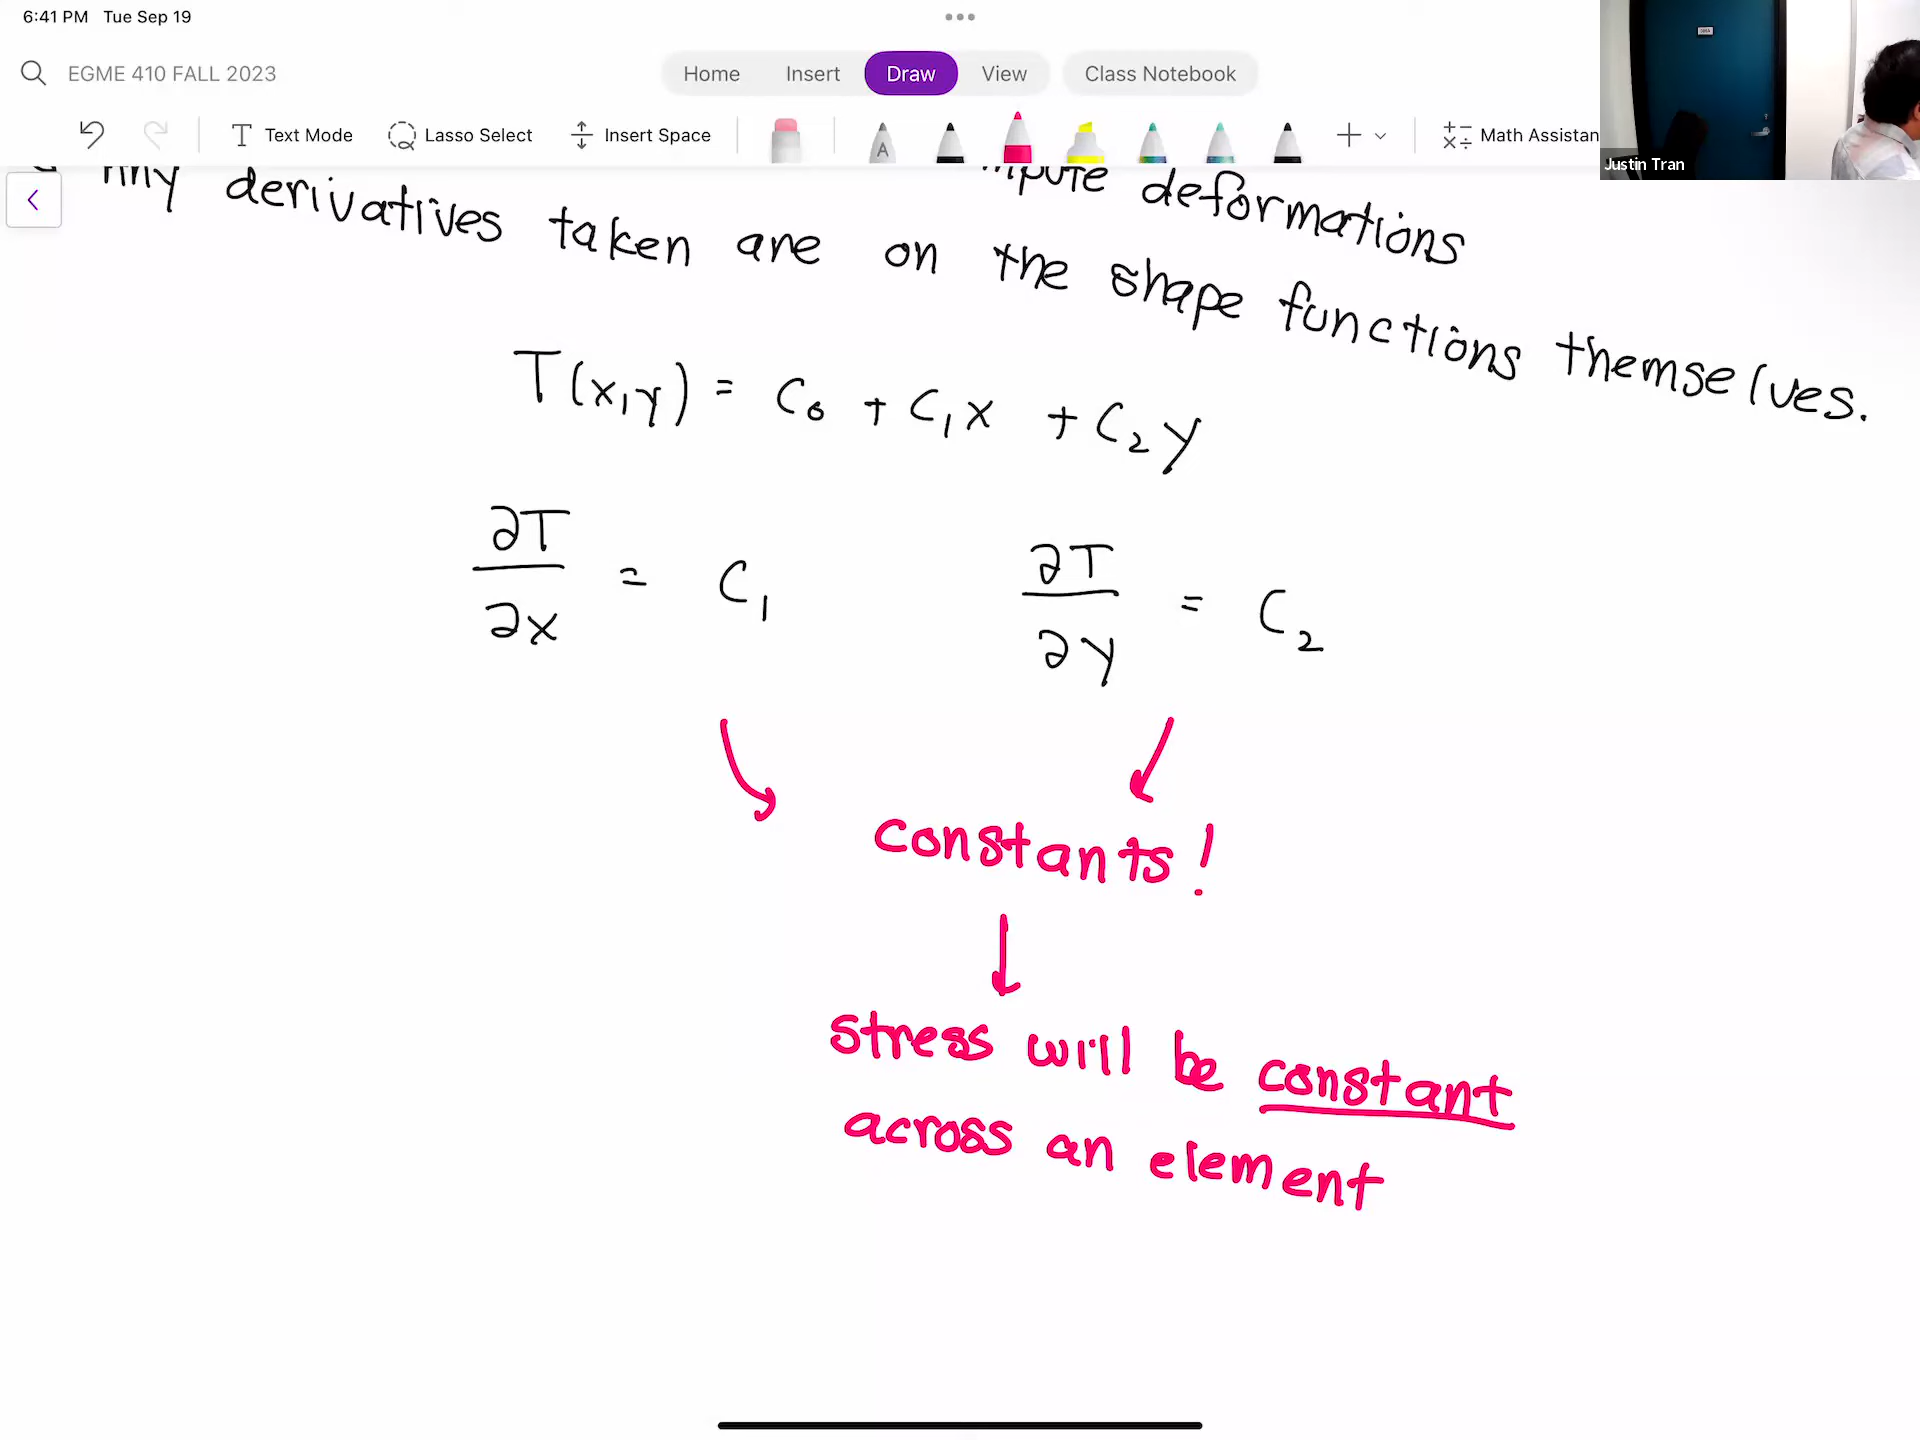 6:41 PM Tue Sep 19
EGME 410 FALL 2023
Home Insert Draw View Class Notebook
Text Mode Lasso Select Insert Space A Math Assistan
Justin Tran
deformations
Any derivatives taken are on the shape functions themselves.
T(x,y) = C₀ + C₁x + C₂y
∂T/∂x = C₁ ∂T/∂y = C₂
constants!
stress will be constant
across an element